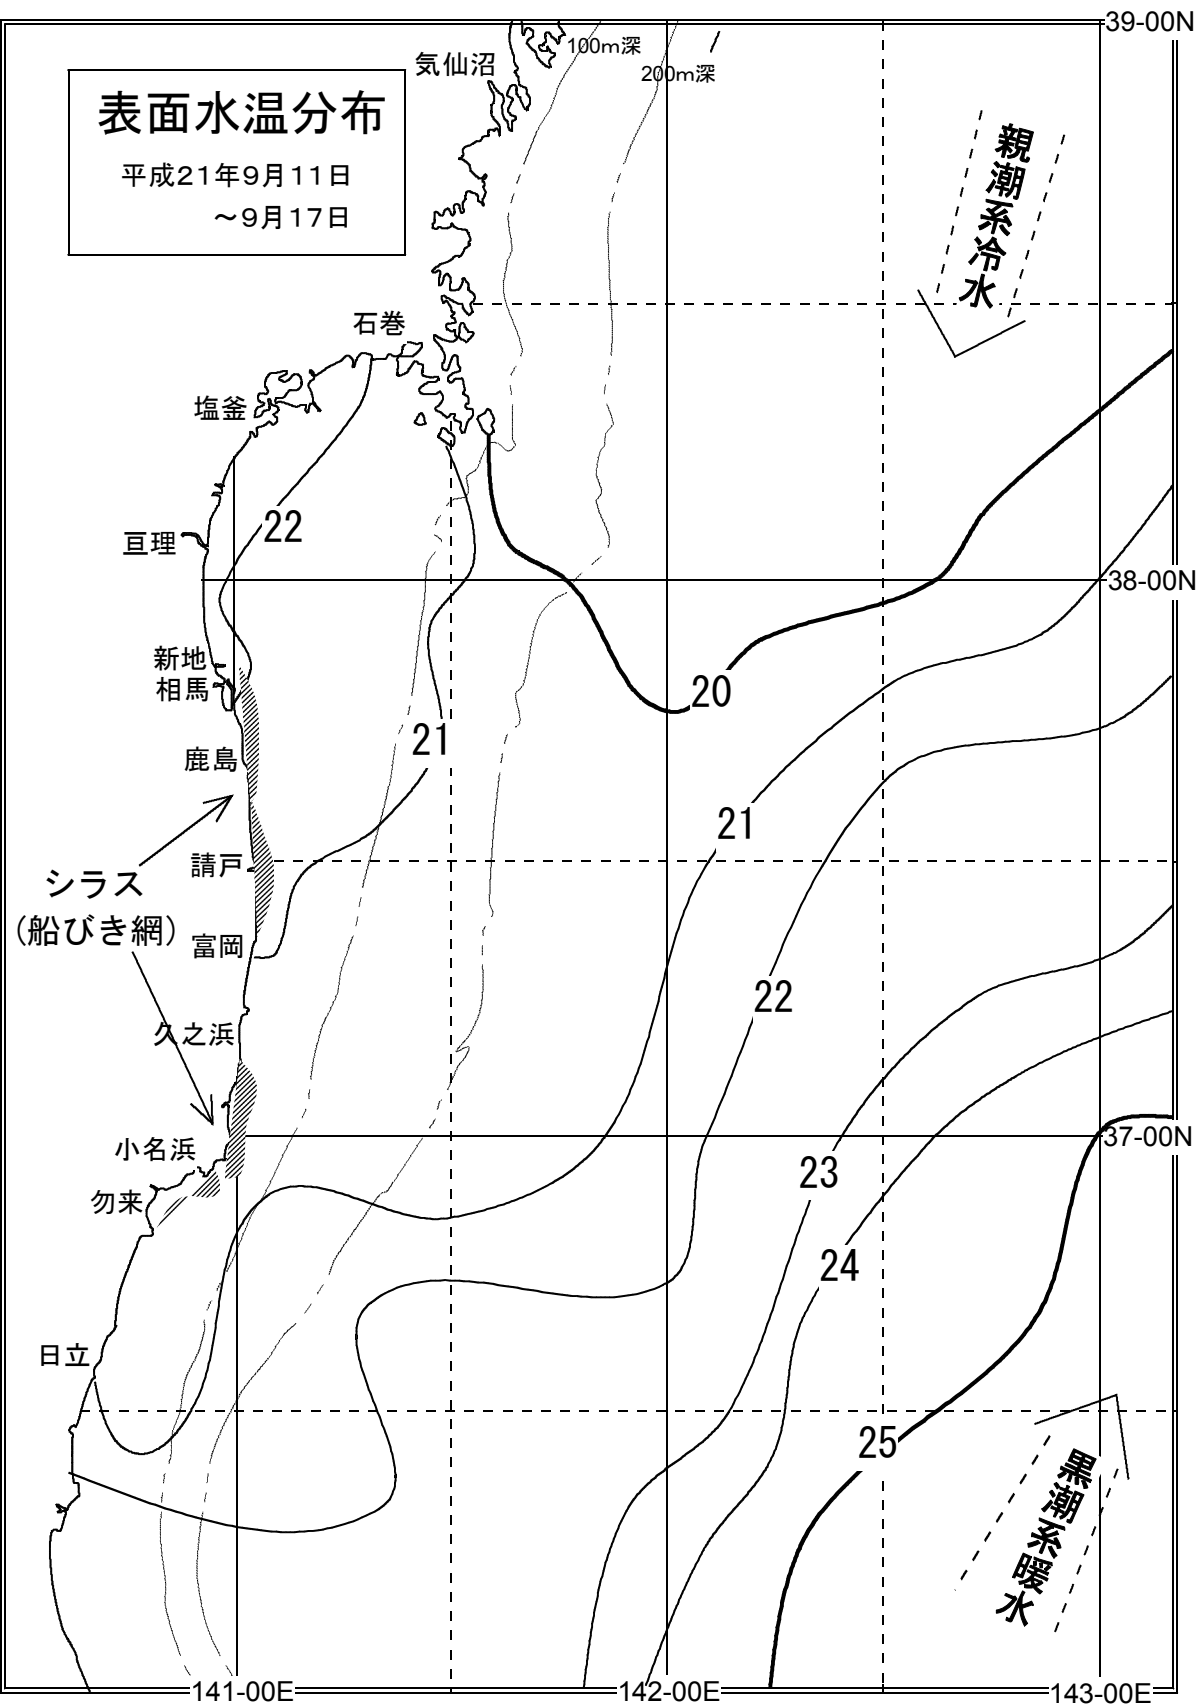 39-00N
100m深
気仙沼
200m深
表面水温分布
平成21年9月11日
～9月17日
親潮系冷水
石巻
塩釜
22
亘理
38-00N
新地
相馬
20
21
鹿島
21
請戸
シラス
(船びき網)
富岡
22
久之浜
37-00N
小名浜
23
勿来
24
日立
25
黒潮系暖水
141-00E
142-00E
143-00E